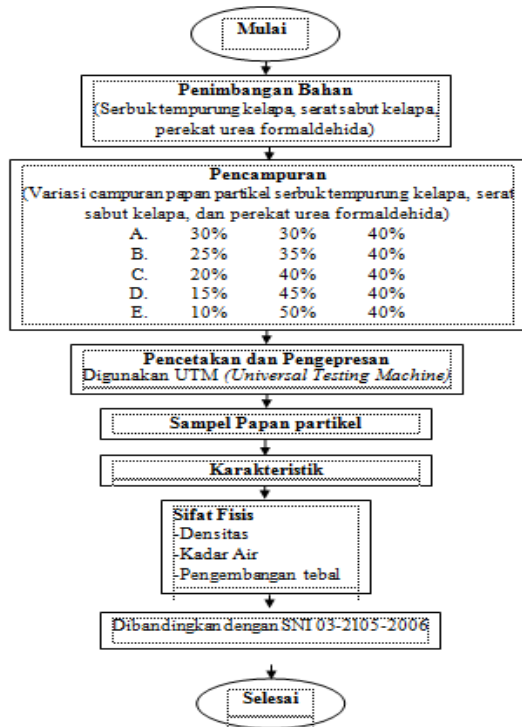 Mulai
Penimbangan Bahan
(Serbuk tempurung kelapa, serat sabut kelapa,
perekat urea formaldehida)
Pencampuran
(Variasi campuran papan partikel serbuk tempurung kelapa, serat
sabut kelapa, dan perekat urea formaldehida)
A. 30% 30% 40%
B. 25% 35% 40%
C. 20% 40% 40%
D. 15% 45% 40%
E. 10% 50% 40%
Pencetakan dan Pengepresan
Digunakan UTM (Universal Testing Machine)
Sampel Papan partikel
Karakteristik
Sifat Fisis
-Densitas
-Kadar Air
-Pengembangan tebal
Dibandingkan dengan SNI 03-2105-2006
Selesai